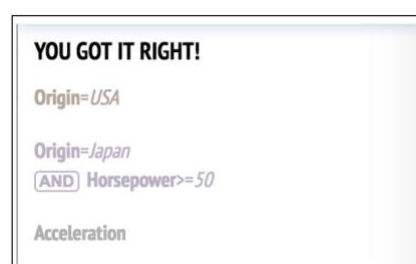 YOU GOT IT RIGHT!
Origin=USA
Origin=Japan
AND Horsepower>=50
Acceleration